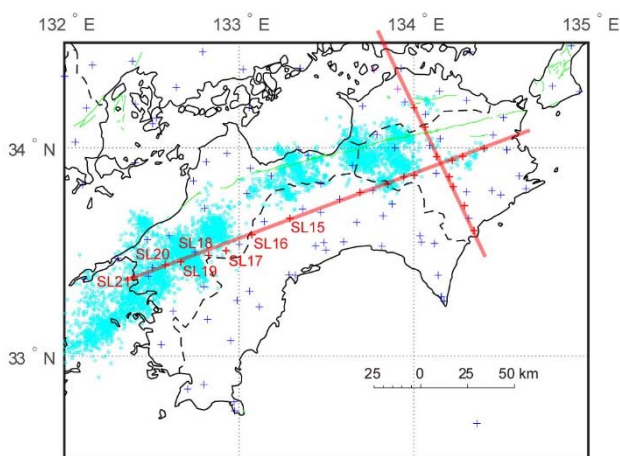 132 ° E
133 °
134 °
135 ° E
34 ° N
SL15
SL18
SL16
SL20
SL17
SL19
SL21
33 ° N
25 0 25 50 km